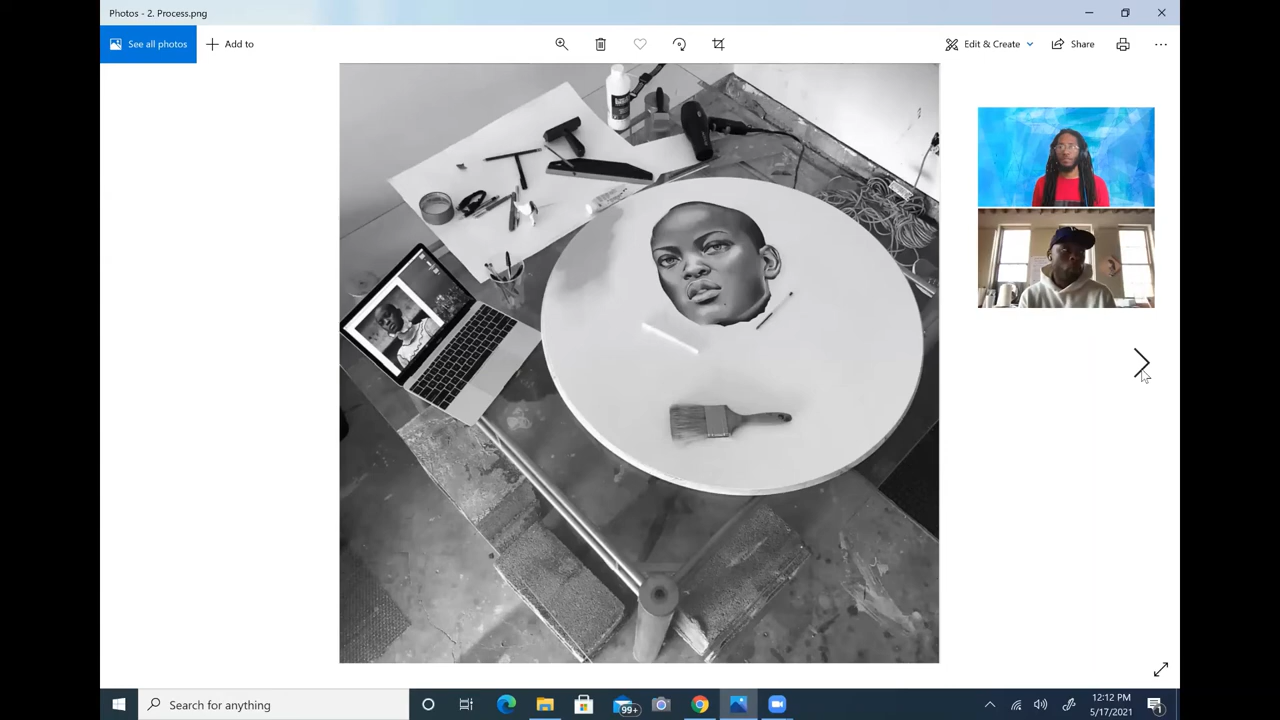 Photos - 2. Process.png
See all photos
Add to
Edit & Create
Share
99+
Search for anything
12:12 PM
5/17/2021
1